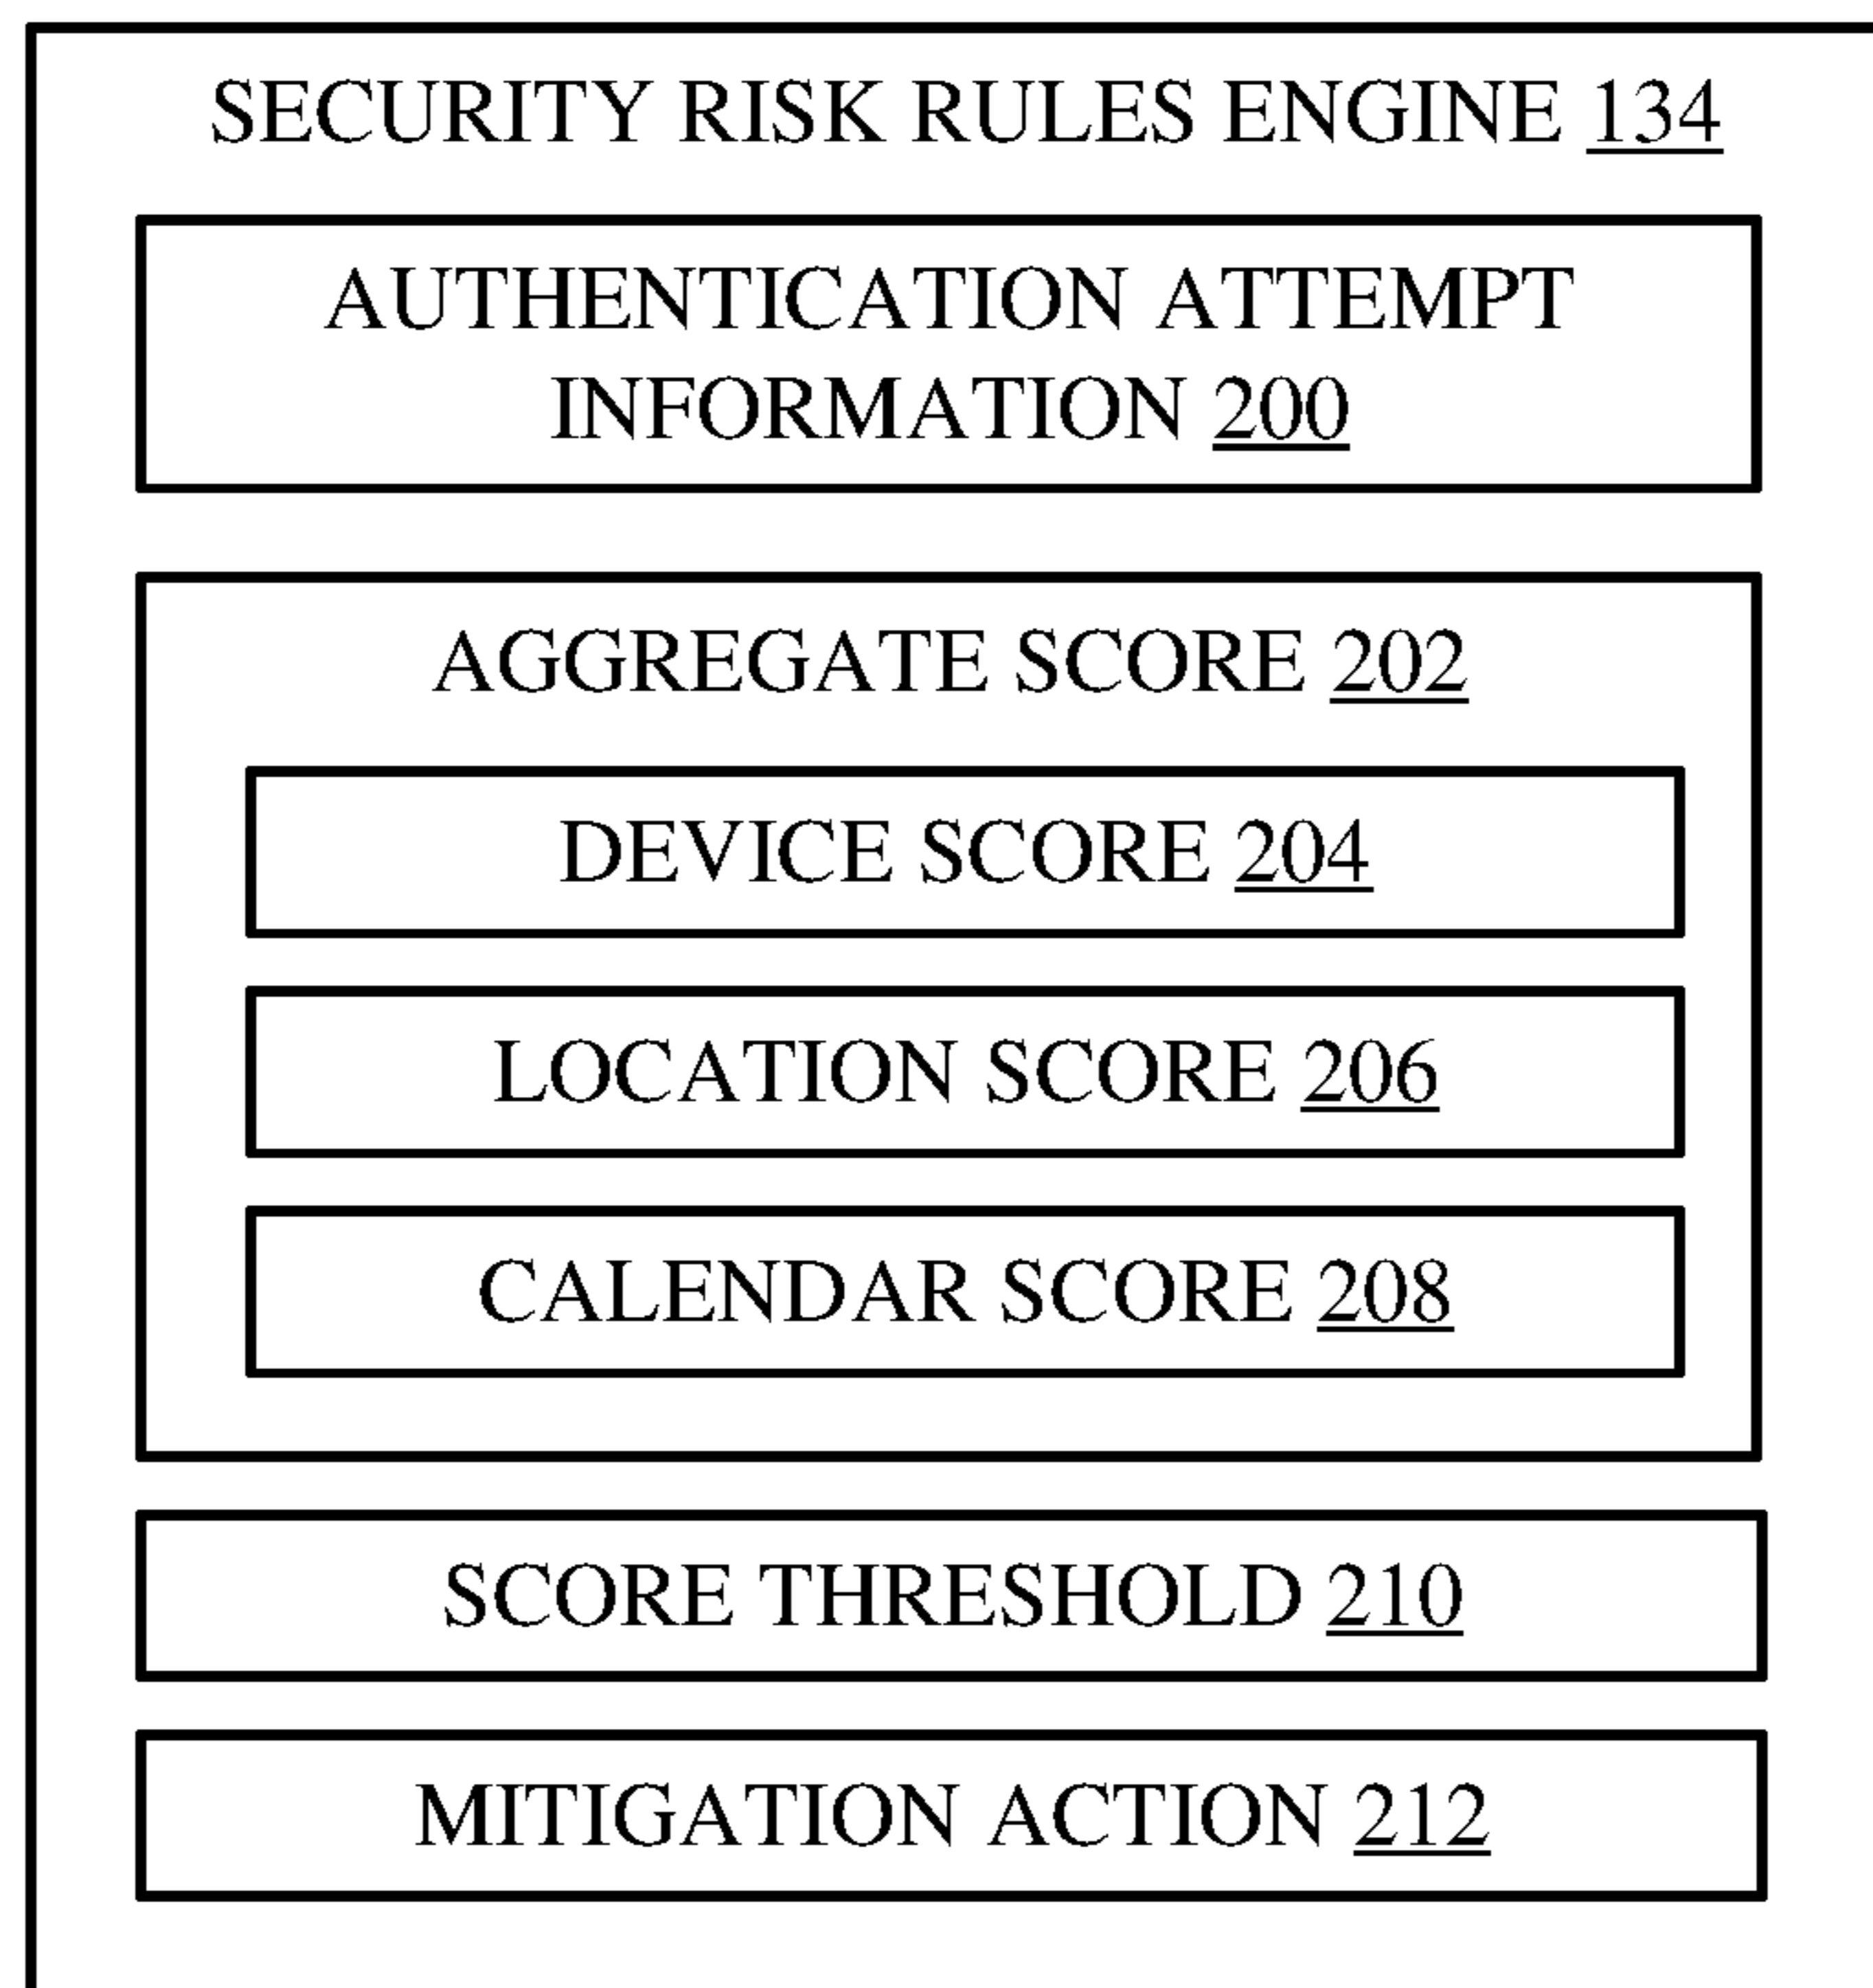 SECURITY RISK RULES ENGINE 134
AUTHENTICATION ATTEMPT
INFORMATION 200
AGGREGATE SCORE 202
DEVICE SCORE 204
LOCATION SCORE 206
CALENDAR SCORE 208
SCORE THRESHOLD 210
MITIGATION ACTION 212